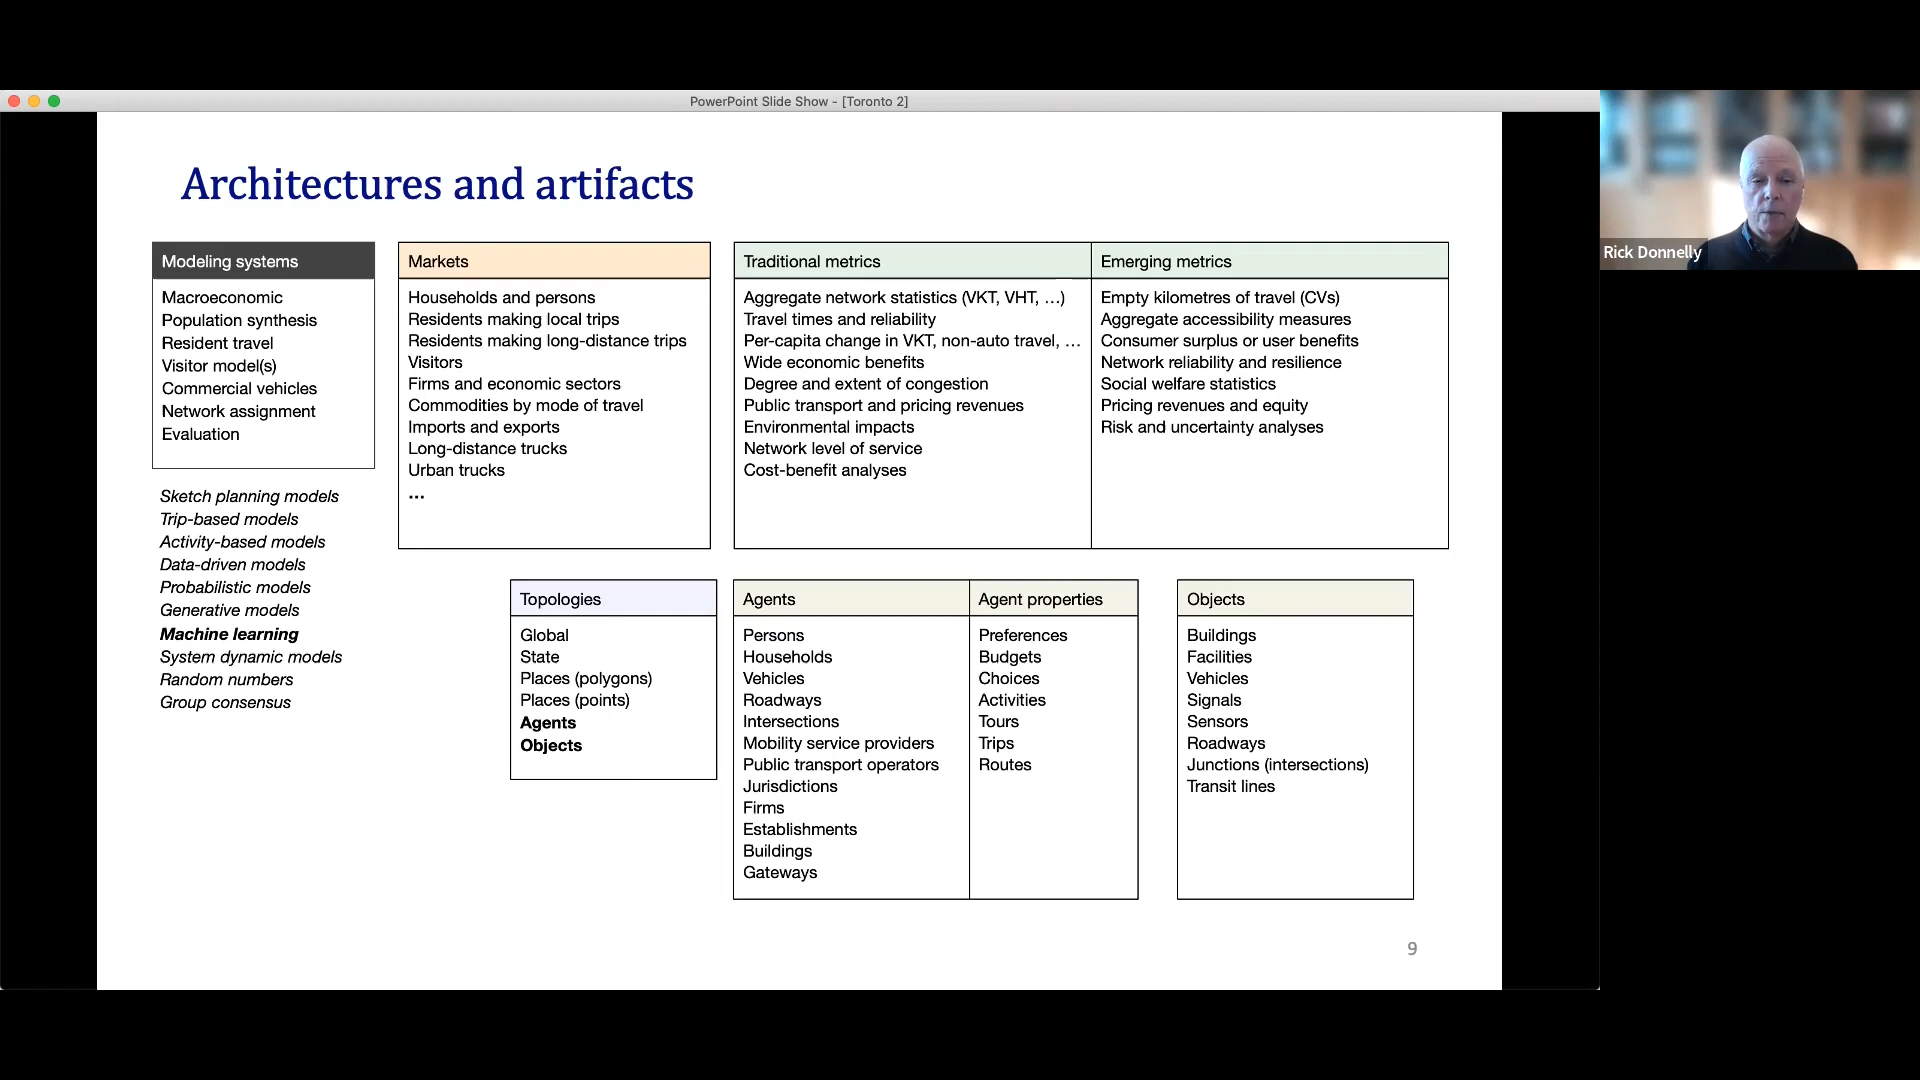 PowerPoint Slide Show - [Toronto 2]
Architectures and artifacts
Modeling systems
Macroeconomic
Population synthesis
Resident travel
Visitor model(s)
Commercial vehicles
Network assignment
Evaluation
Sketch planning models
Trip-based models
Activity-based models
Data-driven models
Probabilistic models
Generative models
Machine learning
System dynamic models
Random numbers
Group consensus
Markets
Households and persons
Residents making local trips
Residents making long-distance trips
Visitors
Firms and economic sectors
Commodities by mode of travel
Imports and exports
Long-distance trucks
Urban trucks
...
Traditional metrics
Aggregate network statistics (VKT, VHT, ...)
Travel times and reliability
Per-capita change in VKT, non-auto travel, ...
Wide economic benefits
Degree and extent of congestion
Public transport and pricing revenues
Environmental impacts
Network level of service
Cost-benefit analyses
Emerging metrics
Empty kilometres of travel (CVs)
Aggregate accessibility measures
Consumer surplus or user benefits
Network reliability and resilience
Social welfare statistics
Pricing revenues and equity
Risk and uncertainty analyses
Topologies
Global
State
Places (polygons)
Places (points)
Agents
Objects
Agents
Persons
Households
Vehicles
Roadways
Intersections
Mobility service providers
Public transport operators
Jurisdictions
Firms
Establishments
Buildings
Gateways
Agent properties
Preferences
Budgets
Choices
Activities
Tours
Trips
Routes
Objects
Buildings
Facilities
Vehicles
Signals
Sensors
Roadways
Junctions (intersections)
Transit lines
9
Rick Donnelly